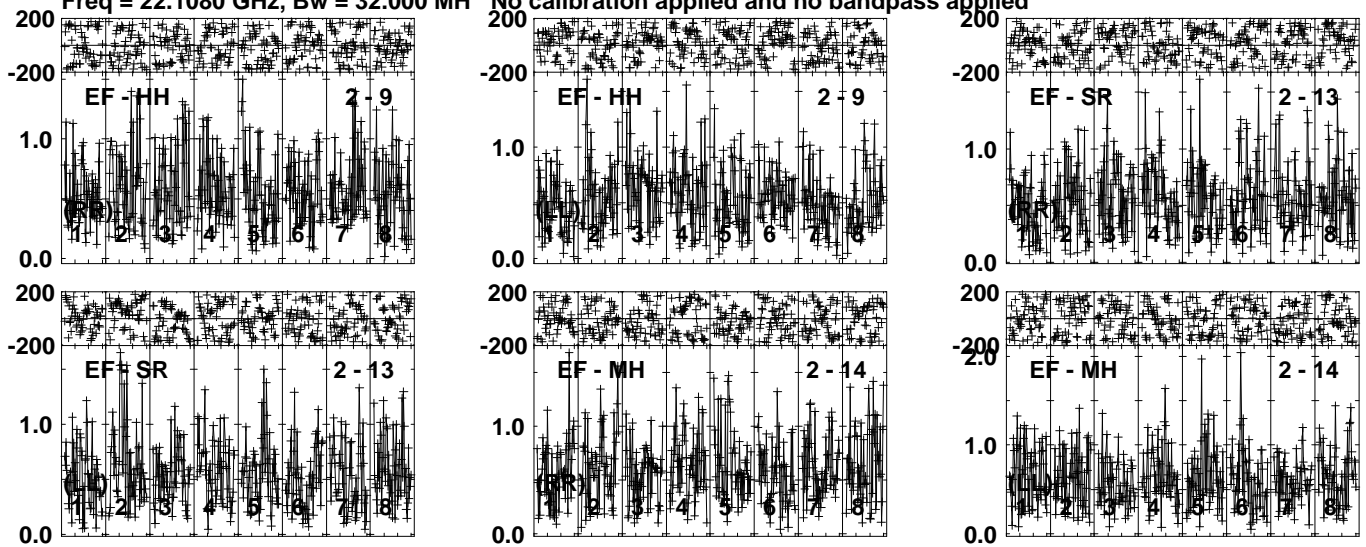 Freq = 22.1080 GHz, Bw = 32.000 MH No calibration applied and no bandpass applied
200 200 200
-200 -200 -200
EF - HH 2 - 9 EF - HH 2 - 9 EF - SR 2 - 13
1.0 1.0 1.0
(RR) (LL) (RR)
1 2 3 4 5 6 7 8 1 2 3 4 5 6 7 8 1 2 3 4 5 6 7 8
0.0 0.0 0.0
200 200 200
-200 -200 -200
2.0
EF - SR 2 - 13 EF - MH 2 - 14 EF - MH 2 - 14
1.0 1.0 1.0
(LL) (RR) (LL)
1 2 3 4 5 6 7 8 1 2 3 4 5 6 7 8 1 2 3 4 5 6 7 8
0.0 0.0 0.0